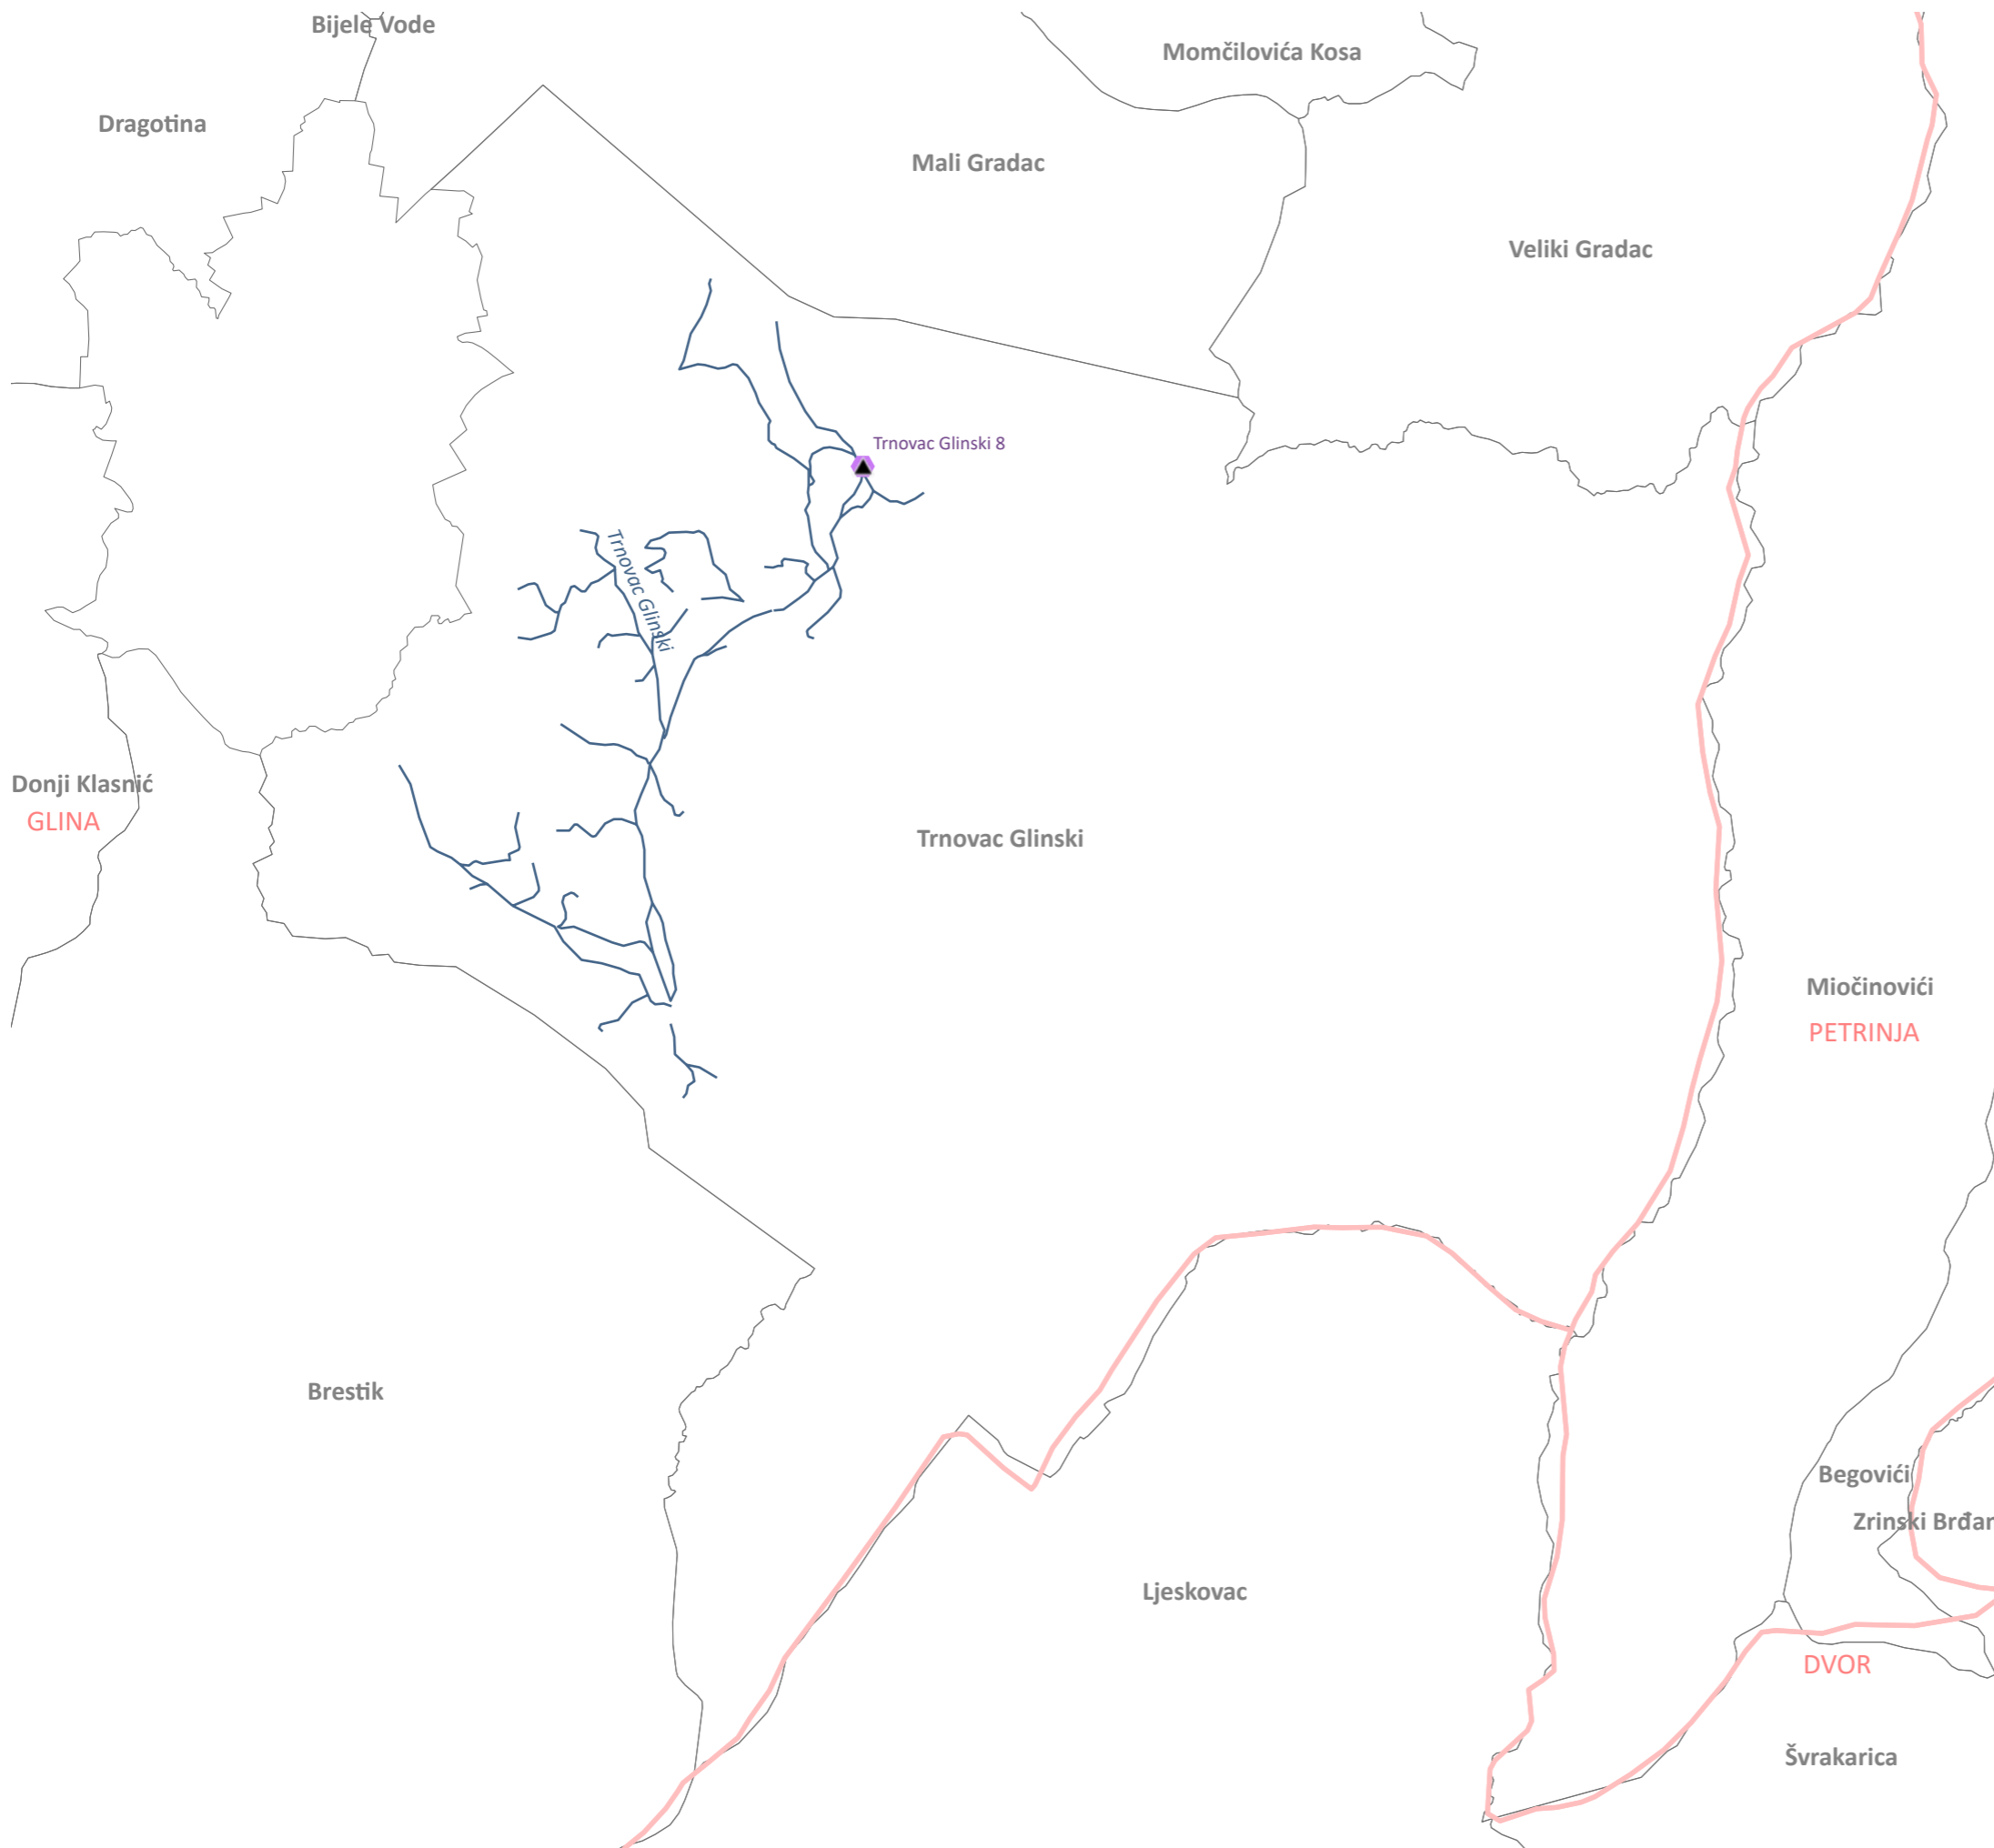 Bijele Vode
Momčilovića Kosa
Dragotina
Mali Gradac
Veliki Gradac
Trnovac Glinski 8
Trnovac Glinski
Donji Klasnić
GLINA
Trnovac Glinski
Miočinovići
PETRINJA
Brestik
Begovići
Zrinski Brđan
Ljeskovac
DVOR
Švrakarica